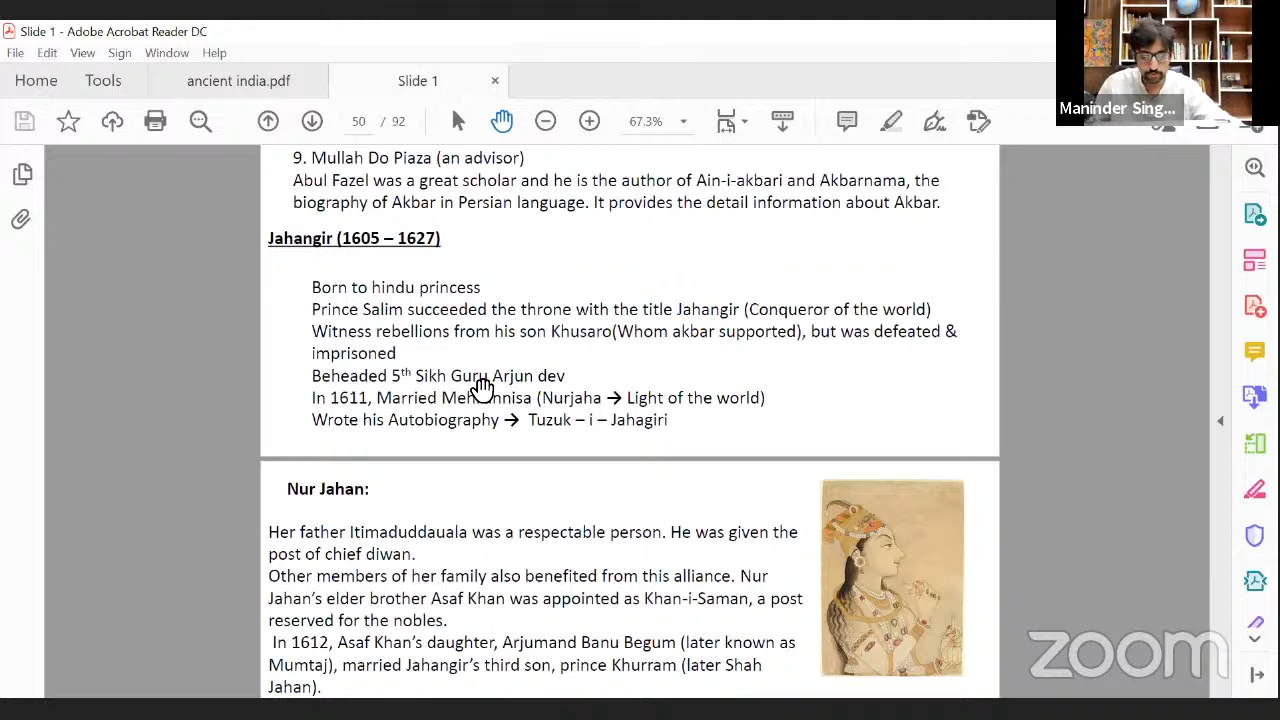 Slide 1 - Adobe Acrobat Reader DC
File Edit View Sign Window Help
Home Tools ancient india.pdf Slide 1
50 / 92 67.3%
Maninder Sing...
9. Mullah Do Piaza (an advisor)
Abul Fazel was a great scholar and he is the author of Ain-i-akbari and Akbarnama, the
biography of Akbar in Persian language. It provides the detail information about Akbar.
Jahangir (1605 – 1627)
Born to hindu princess
Prince Salim succeeded the throne with the title Jahangir (Conqueror of the world)
Witness rebellions from his son Khusaro(Whom akbar supported), but was defeated &
imprisoned
Beheaded 5th Sikh Guru Arjun dev
In 1611, Married (Nurjaha → Light of the world)
Wrote his Autobiography → Tuzuk – i – Jahagiri
Nur Jahan:
Her father Itimaduddauala was a respectable person. He was given the
post of chief diwan.
Other members of her family also benefited from this alliance. Nur
Jahan’s elder brother Asaf Khan was appointed as Khan-i-Saman, a post
reserved for the nobles.
In 1612, Asaf Khan’s daughter, Arjumand Banu Begum (later known as
Mumtaj), married Jahangir’s third son, prince Khurram (later Shah
Jahan).
zoom